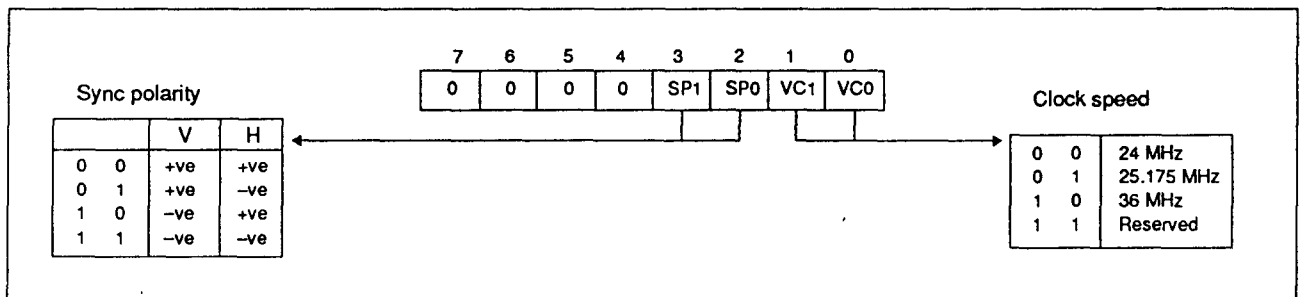 7 6 5 4 3 2 1 0
0 0 0 0 SP1 SP0 VC1 VC0
Sync polarity
V H
0 0 +ve +ve
0 1 +ve –ve
1 0 –ve +ve
1 1 –ve –ve
Clock speed
0 0 24 MHz
0 1 25.175 MHz
1 0 36 MHz
1 1 Reserved